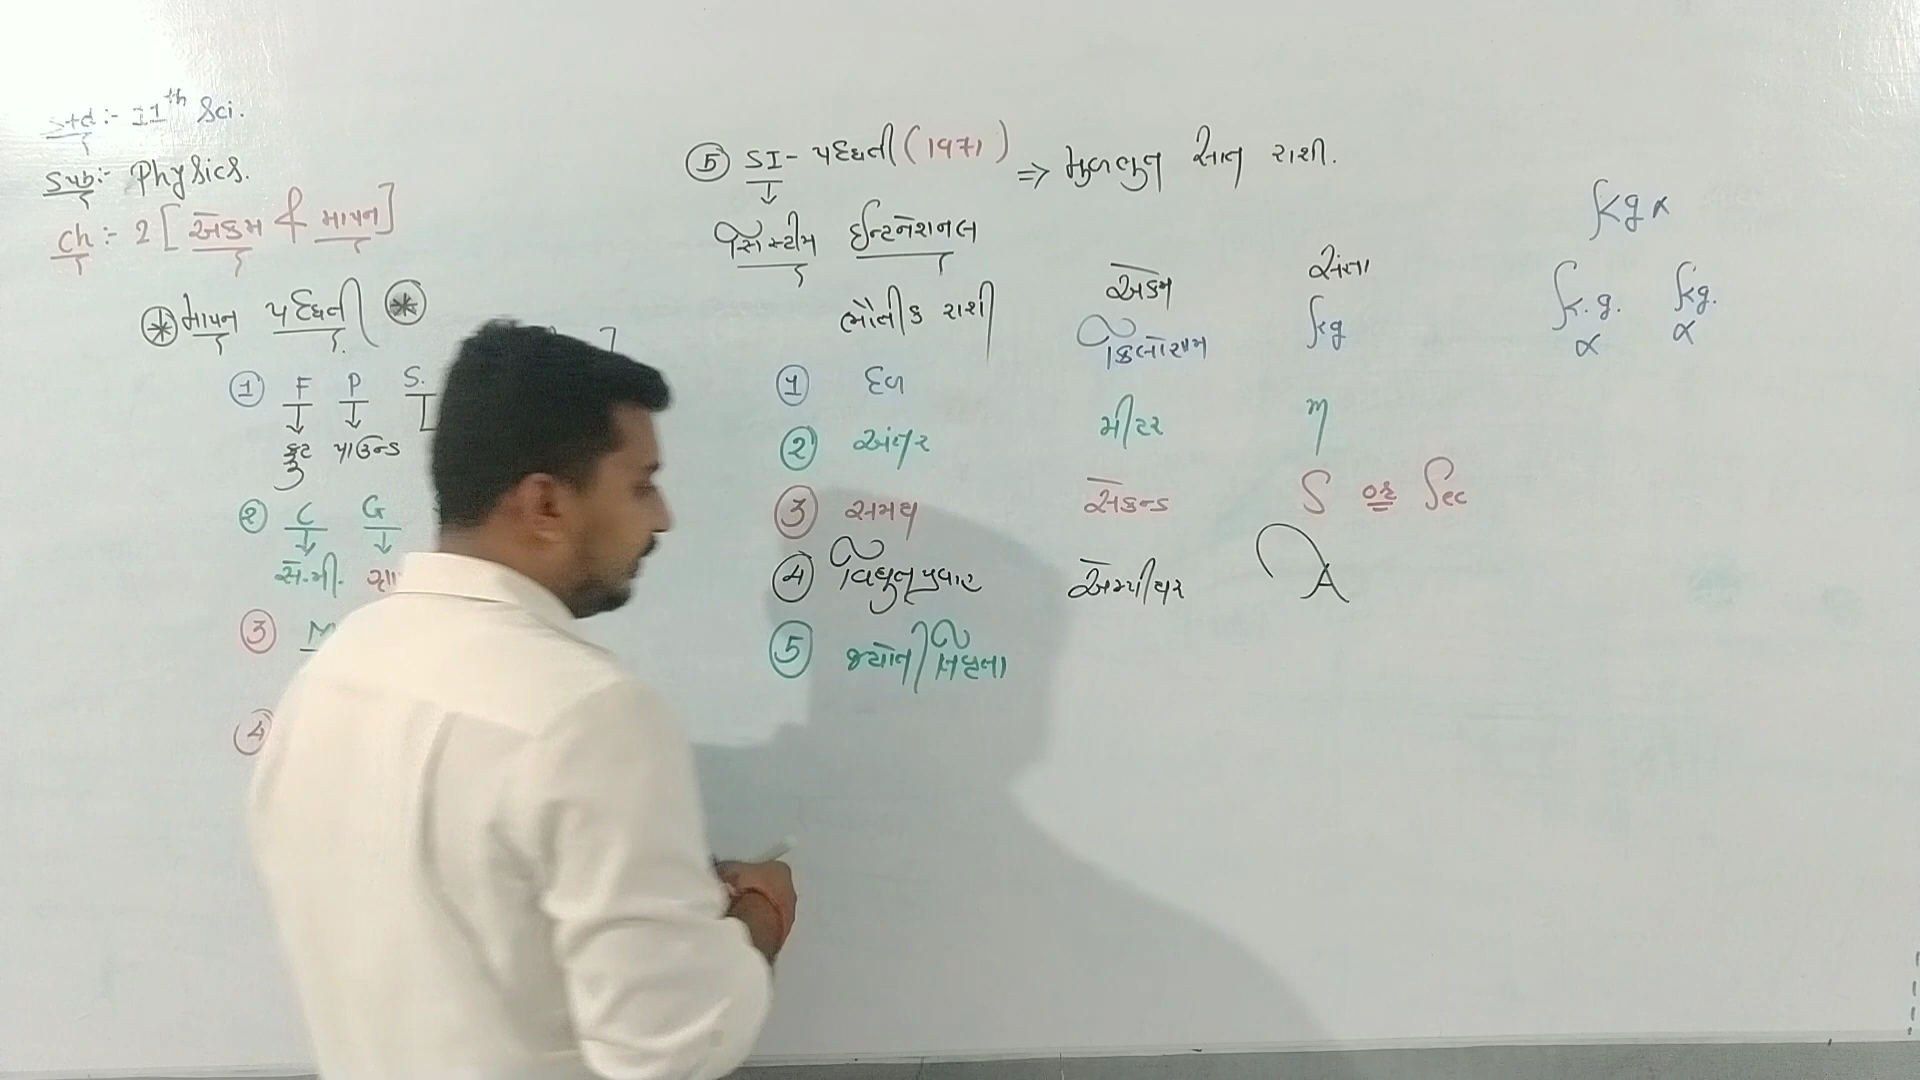 Std:- 11th Sci.
Sub:- Physics.
Ch:- 2 [ એકમ & માપન ]
* માપન પદ્ધતી *
① F P S.
ફુટ પાઉન્ડ
② C G
સે.મી. ગ્રા
③ M
④
⑤ SI - પદ્ધતી ( 1971 ) ⇒ મુળભુત સાત રાશી.
સિસ્ટીમ ઈન્ટનેશનલ
ભૌતીક રાશી એકમ સંજ્ઞા
① દળ કિલોગ્રામ kg
② અંતર મીટર m
③ સમય સેકન્ડ S or Sec
④ વિધુતપ્રવાહ એમ્પીયર A
⑤ જ્યોતી તિવ્રતા
kg x
k.g. kg.
x x